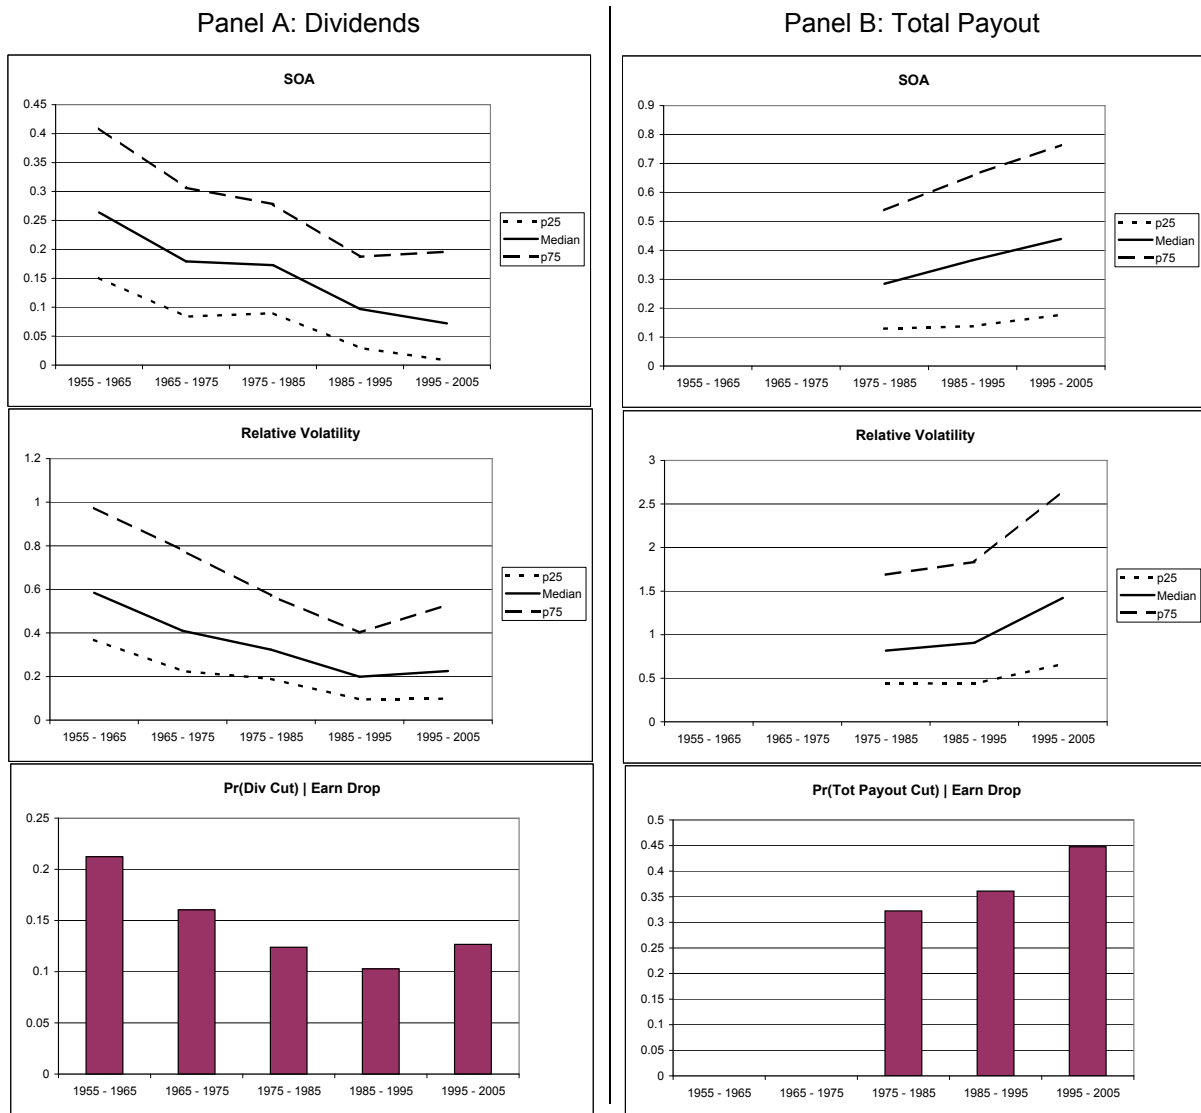 Panel A: Dividends
SOA
0.45
0.4
0.35
0.3
0.25
0.2
0.15
0.1
0.05
0
1955 - 1965 1965 - 1975 1975 - 1985 1985 - 1995 1995 - 2005
p25
Median
p75
Relative Volatility
1.2
1
0.8
0.6
0.4
0.2
0
1955 - 1965 1965 - 1975 1975 - 1985 1985 - 1995 1995 - 2005
p25
Median
p75
Pr(Div Cut) | Earn Drop
0.25
0.2
0.15
0.1
0.05
0
1955 - 1965 1965 - 1975 1975 - 1985 1985 - 1995 1995 - 2005
Panel B: Total Payout
SOA
0.9
0.8
0.7
0.6
0.5
0.4
0.3
0.2
0.1
0
1955 - 1965 1965 - 1975 1975 - 1985 1985 - 1995 1995 - 2005
p25
Median
p75
Relative Volatility
3
2.5
2
1.5
1
0.5
0
1955 - 1965 1965 - 1975 1975 - 1985 1985 - 1995 1995 - 2005
p25
Median
p75
Pr(Tot Payout Cut) | Earn Drop
0.5
0.45
0.4
0.35
0.3
0.25
0.2
0.15
0.1
0.05
0
1955 - 1965 1965 - 1975 1975 - 1985 1985 - 1995 1995 - 2005